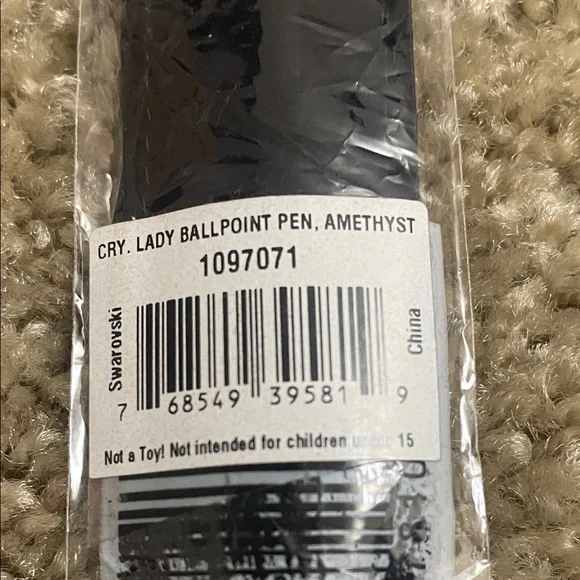 CRY. LADY BALLPOINT PEN, AMETHYST
1097071
Swarovski
China
7 68549 39581 9
Not a Toy! Not intended for children under 15